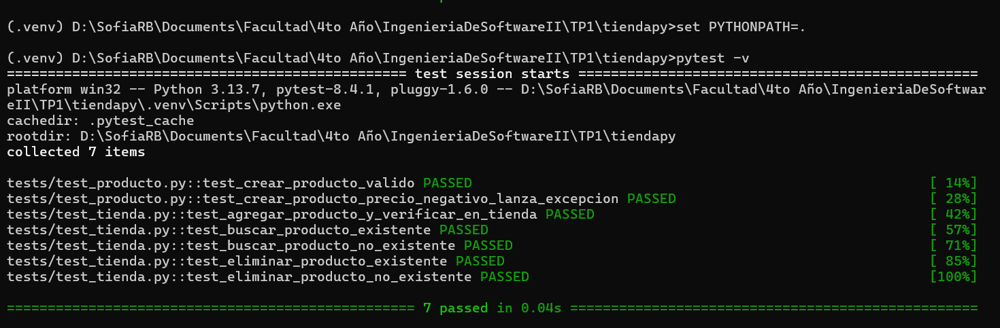 (.venv) D:\SofiaRB\Documents\Facultad\4to Año\IngenieriaDeSoftwareII\TP1\tiendapy>set PYTHONPATH=.
(.venv) D:\SofiaRB\Documents\Facultad\4to Año\IngenieriaDeSoftwareII\TP1\tiendapy>pytest -v
================================================= test session starts =================================================
platform win32 -- Python 3.13.7, pytest-8.4.1, pluggy-1.6.0 -- D:\SofiaRB\Documents\Facultad\4to Año\IngenieriaDeSoftwar
eII\TP1\tiendapy\.venv\Scripts\python.exe
cachedir: .pytest_cache
rootdir: D:\SofiaRB\Documents\Facultad\4to Año\IngenieriaDeSoftwareII\TP1\tiendapy
collected 7 items
tests/test_producto.py::test_crear_producto_valido PASSED [ 14%]
tests/test_producto.py::test_crear_producto_precio_negativo_lanza_excepcion PASSED [ 28%]
tests/test_tienda.py::test_agregar_producto_y_verificar_en_tienda PASSED [ 42%]
tests/test_tienda.py::test_buscar_producto_existente PASSED [ 57%]
tests/test_tienda.py::test_buscar_producto_no_existente PASSED [ 71%]
tests/test_tienda.py::test_eliminar_producto_existente PASSED [ 85%]
tests/test_tienda.py::test_eliminar_producto_no_existente PASSED [100%]
================================================== 7 passed in 0.04s ==================================================